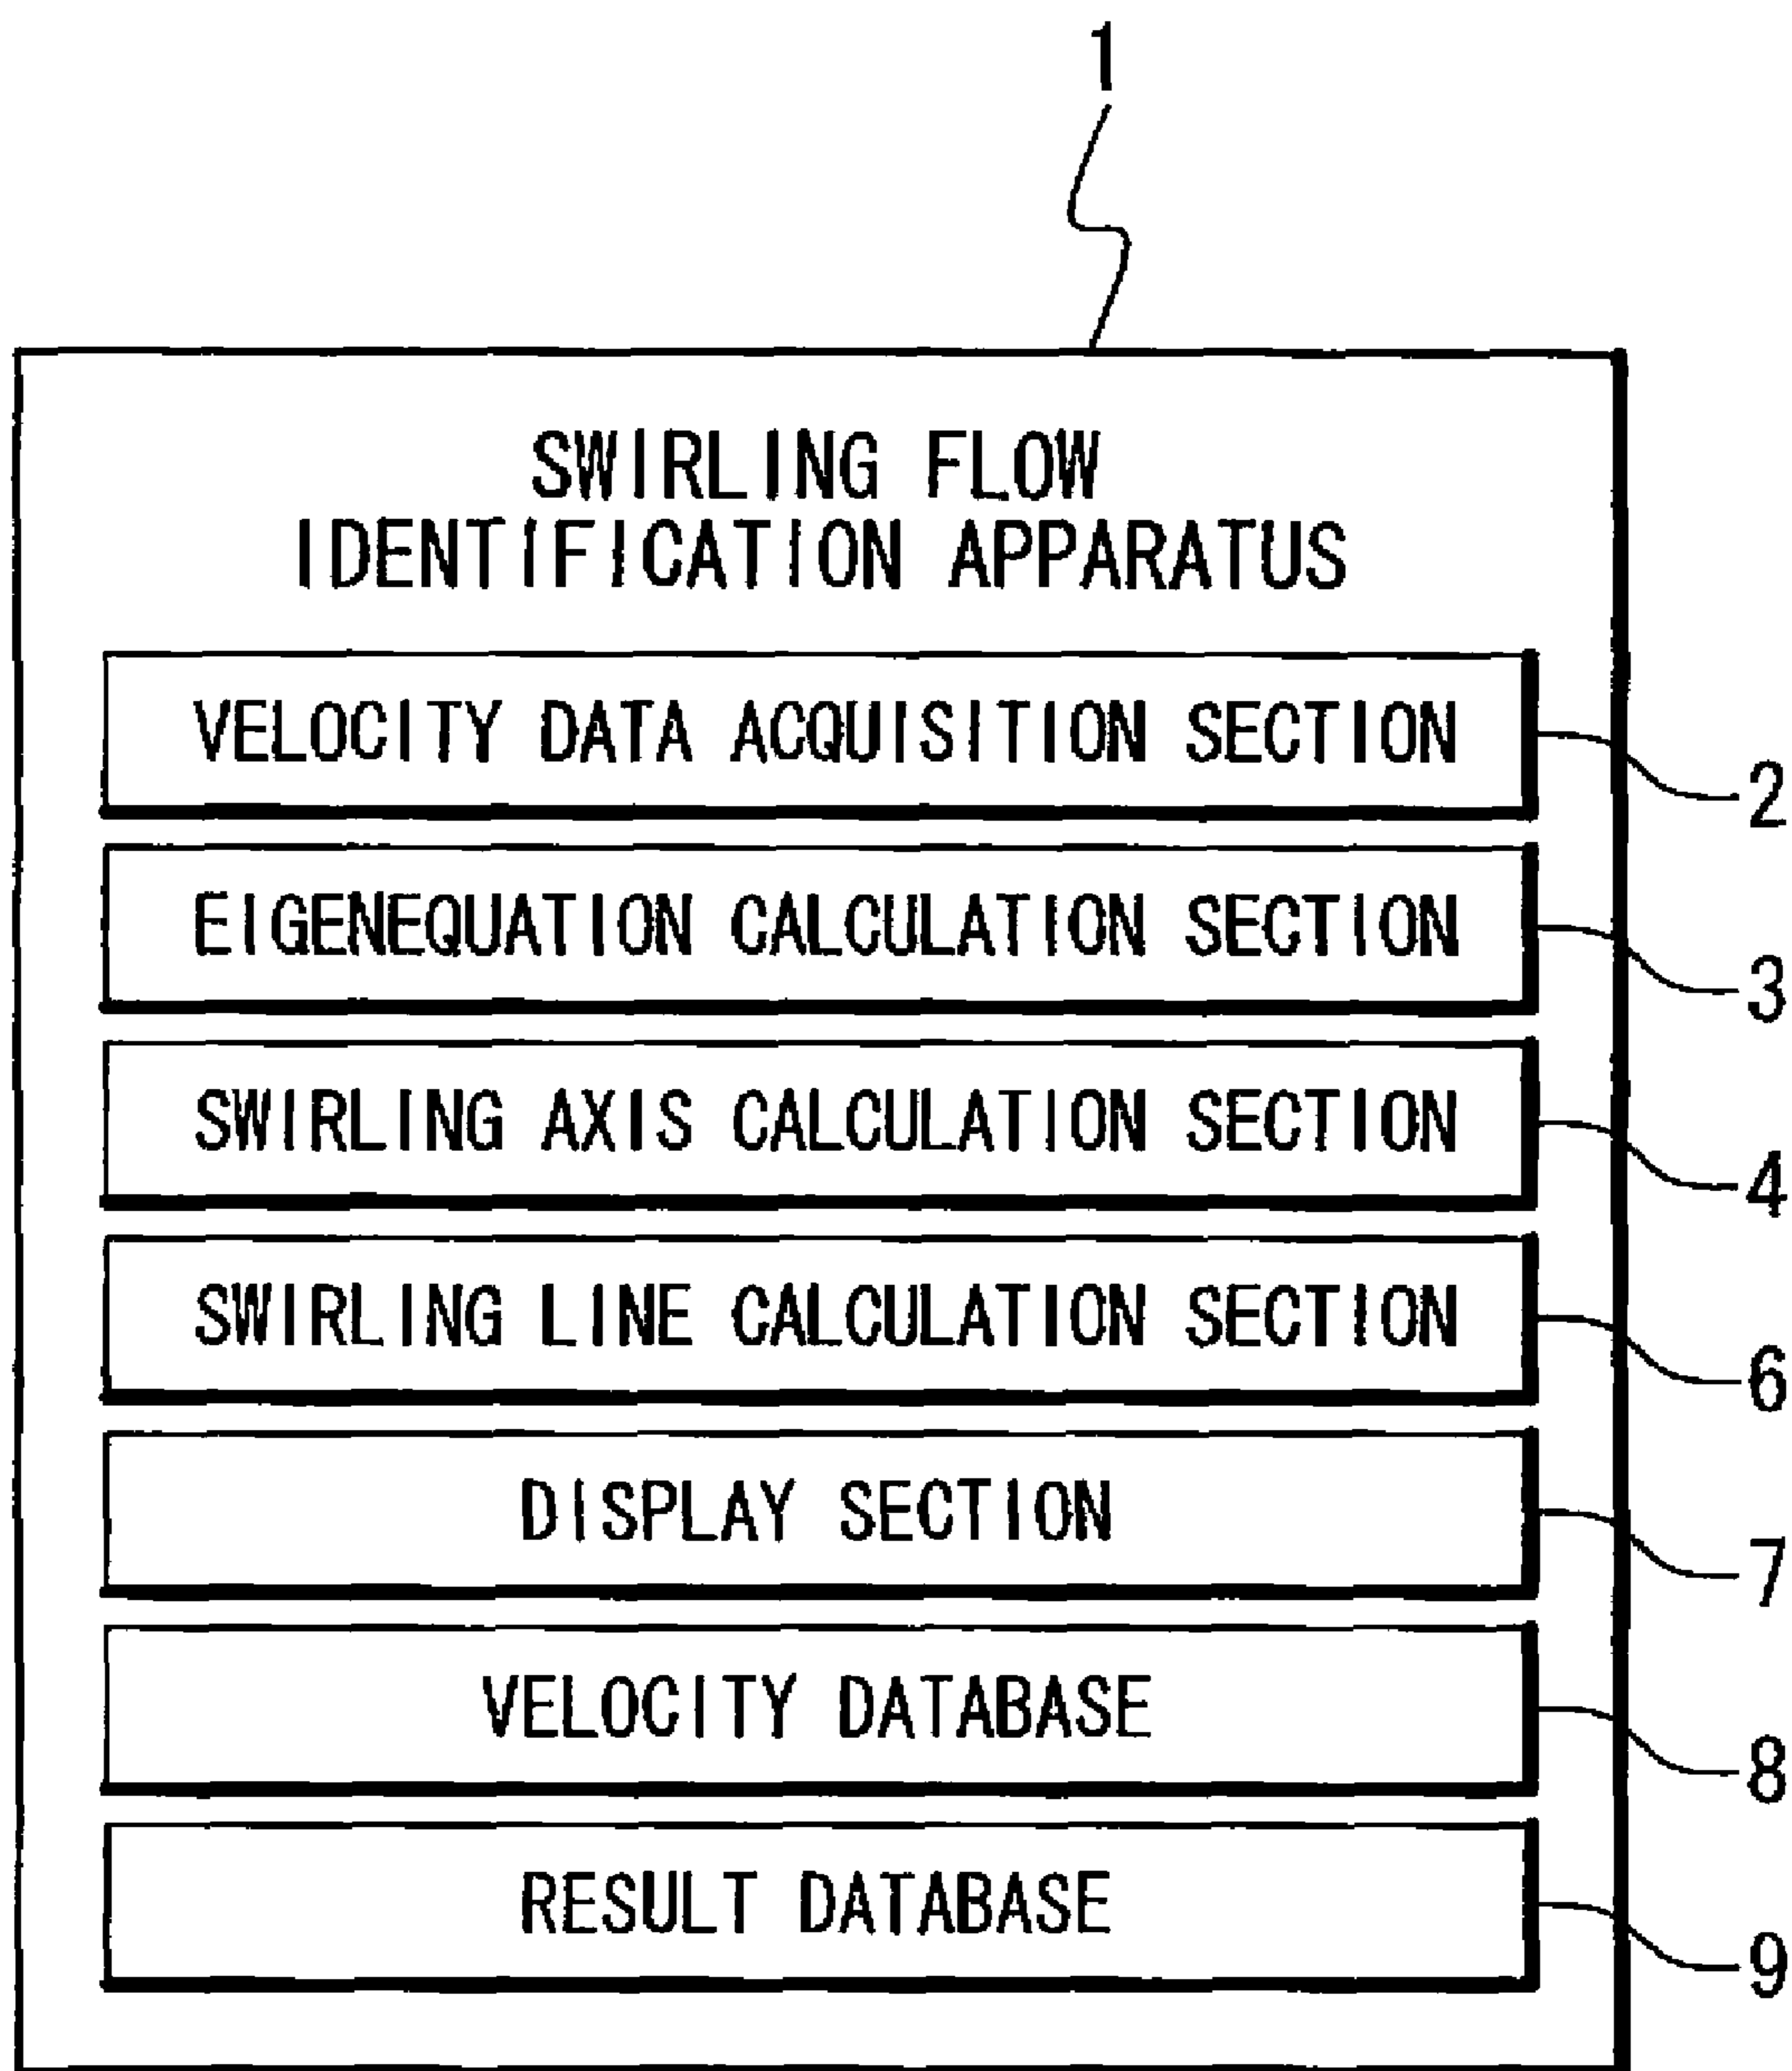 1
SWIRLING FLOW
IDENTIFICATION APPARATUS
VELOCITY DATA ACQUISITION SECTION
2
EIGENEQUATION CALCULATION SECTION
3
SWIRLING AXIS CALCULATION SECTION
4
SWIRLING LINE CALCULATION SECTION
6
DISPLAY SECTION
7
VELOCITY DATABASE
8
RESULT DATABASE
9